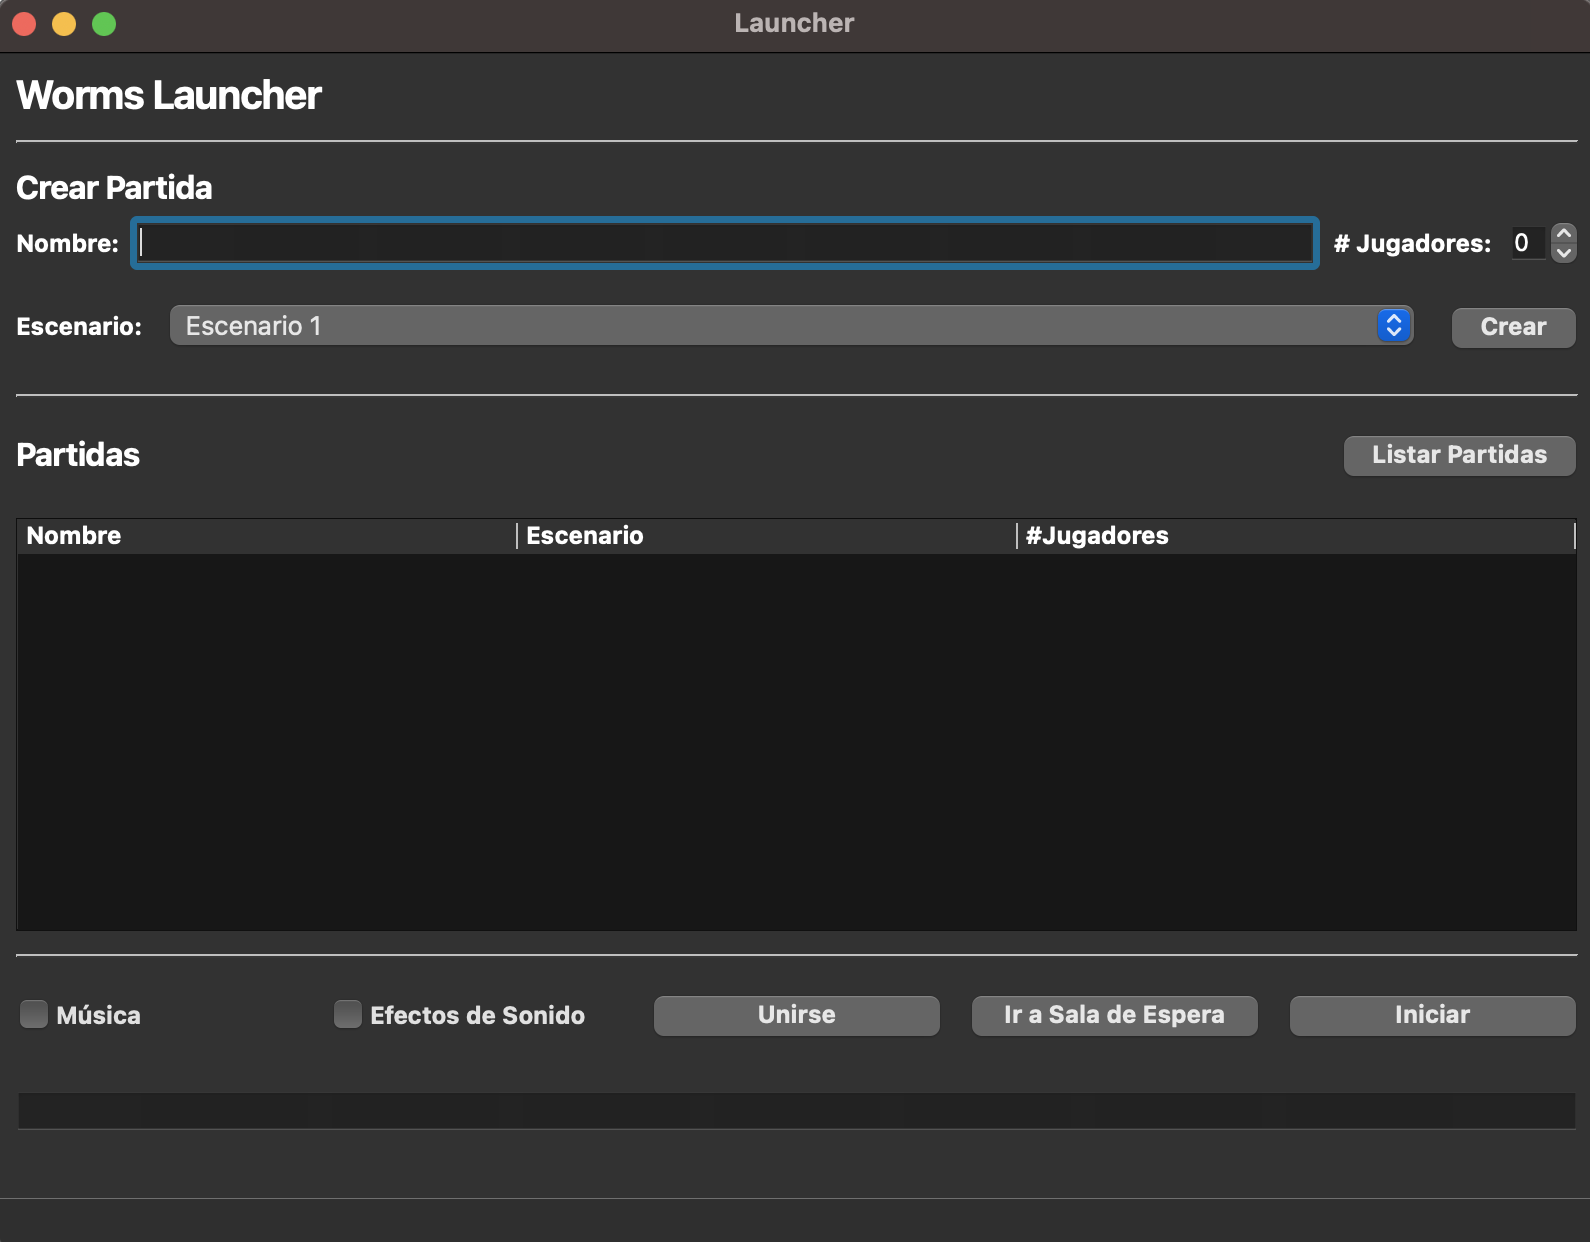 Launcher
Worms Launcher
Crear Partida
Nombre: # Jugadores: 0
Escenario: Escenario 1 Crear
Partidas Listar Partidas
Nombre Escenario #Jugadores
Música Efectos de Sonido Unirse Ir a Sala de Espera Iniciar